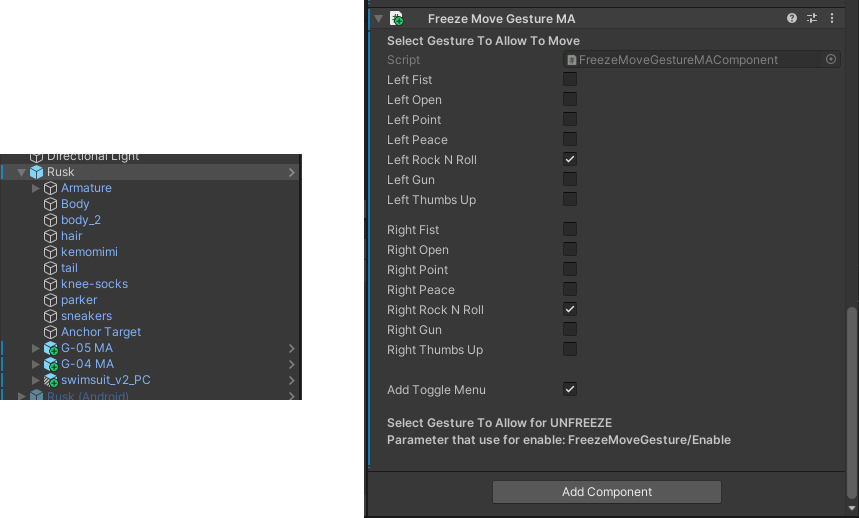 Directional Light
Rusk
Armature
Body
body_2
hair
kemomimi
tail
knee-socks
parker
sneakers
Anchor Target
G-05 MA
G-04 MA
swimsuit_v2_PC
Rusk (Android)
Freeze Move Gesture MA
Select Gesture To Allow To Move
Script FreezeMoveGestureMAComponent
Left Fist
Left Open
Left Point
Left Peace
Left Rock N Roll
Left Gun
Left Thumbs Up
Right Fist
Right Open
Right Point
Right Peace
Right Rock N Roll
Right Gun
Right Thumbs Up
Add Toggle Menu
Select Gesture To Allow for UNFREEZE
Parameter that use for enable: FreezeMoveGesture/Enable
Add Component